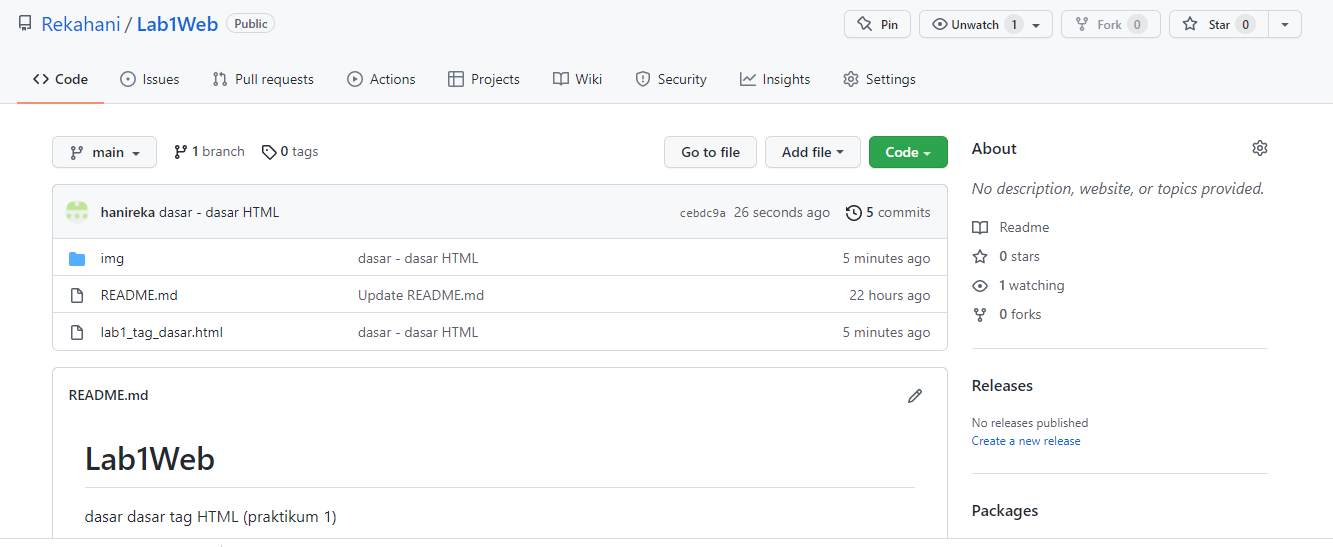 Rekahani / Lab1Web Public Pin Unwatch 1 Fork 0 Star 0
Code Issues Pull requests Actions Projects Wiki Security Insights Settings
main 1 branch 0 tags Go to file Add file Code
hanireka dasar - dasar HTML cebdc9a 26 seconds ago 5 commits
img dasar - dasar HTML 5 minutes ago
README.md Update README.md 22 hours ago
lab1_tag_dasar.html dasar - dasar HTML 5 minutes ago
README.md
Lab1Web
dasar dasar tag HTML (praktikum 1)
About
No description, website, or topics provided.
Readme
0 stars
1 watching
0 forks
Releases
No releases published
Create a new release
Packages